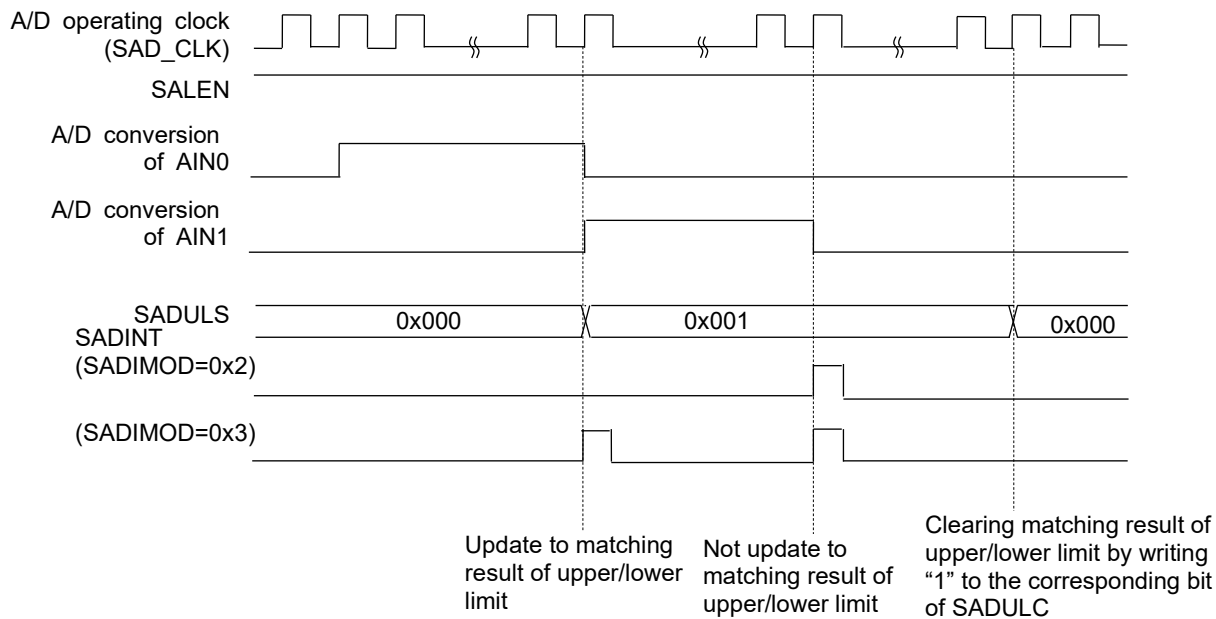 A/D operating clock
(SAD_CLK)
SALEN
A/D conversion
of AIN0
A/D conversion
of AIN1
SADULS
0x000
0x001
0x000
SADINT
(SADIMOD=0x2)
(SADIMOD=0x3)
Update to matching
result of upper/lower
limit
Not update to
matching result of
upper/lower limit
Clearing matching result of
upper/lower limit by writing
“1” to the corresponding bit
of SADULC